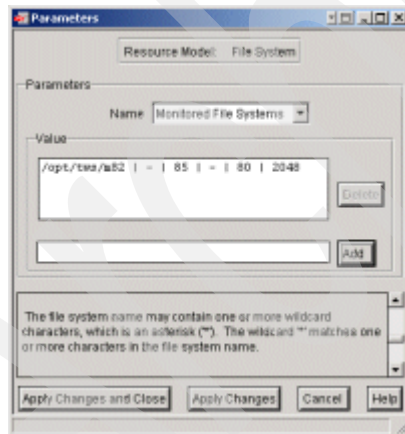 Parameters
Resource Model: File System
Parameters
Name Monitored File Systems
Value
/opt/tws/m82 | - | 85 | - | 80 | 2048
Delete
Add
The file system name may contain one or more wildcard
characters, which is an asterisk (*). The wildcard '*' matches one
or more characters in the file system name.
Apply Changes and Close Apply Changes Cancel Help